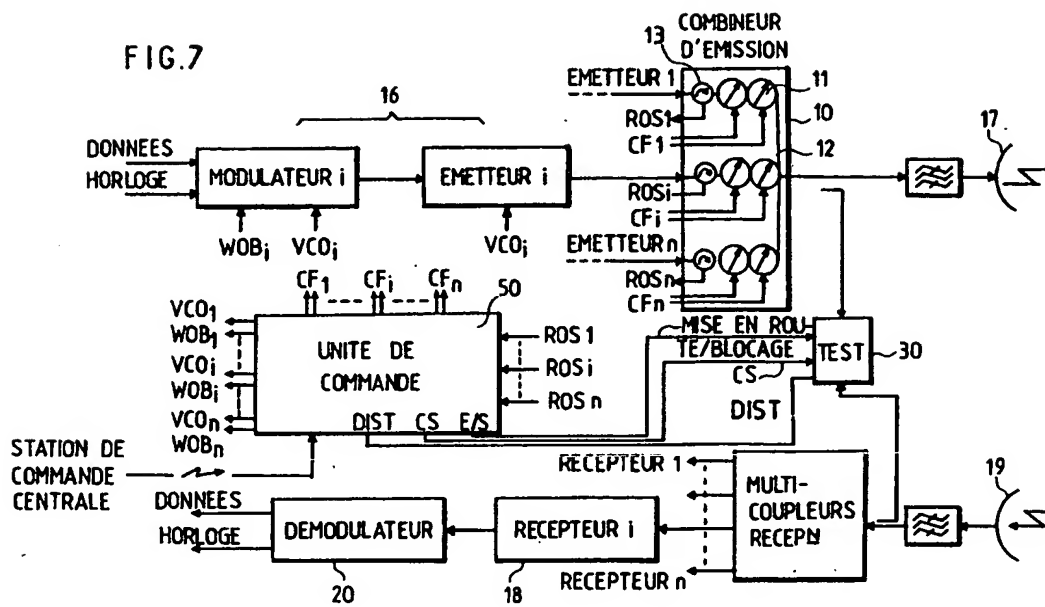 FIG.7
COMBINEUR
D'EMISSION
13
EMETTEUR 1
11
16
ROS1
10
CF1
12
17
DONNEES
HORLOGE
MODULATEUR i
EMETTEUR i
ROSi
CFi
WOBi
VCOi
VCOi
EMETTEUR n
ROSn
CFn
CF1
CFi
CFn
50
VCO1
WOB1
VCOi
WOBi
VCOn
WOBn
UNITE DE
COMMANDE
ROS 1
ROS i
ROS n
MISE EN ROU
TE/BLOCAGE
CS
TEST
30
DIST
DIST CS E/S
STATION DE
COMMANDE
CENTRALE
RECEPTEUR 1
MULTI-
COUPLEURS
RECEPN
19
DONNEES
HORLOGE
DEMODULATEUR
RECEPTEUR i
RECEPTEUR n
20
18